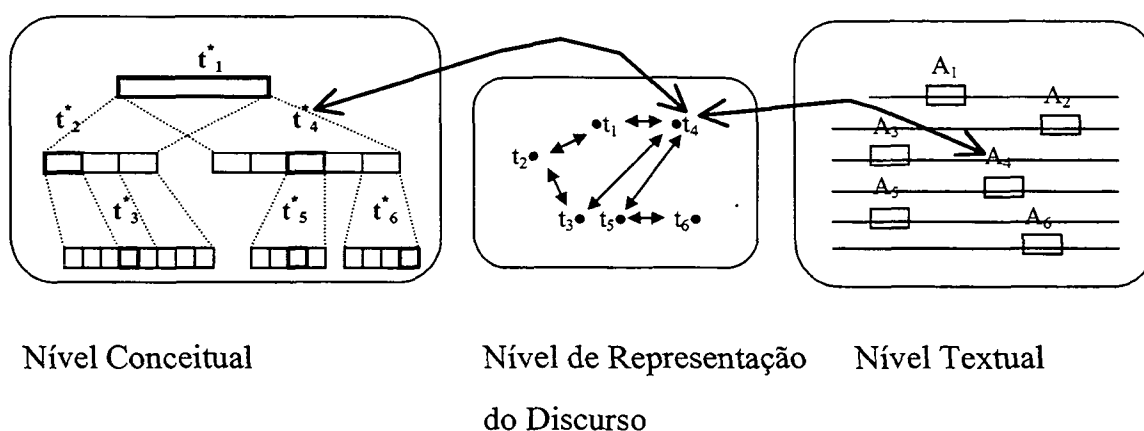 t*1
t*2
t*4
t*3
t*5
t*6
t1
t4
t2
t3
t5
t6
A1
A2
A3
A4
A5
A6
Nível Conceitual
Nível de Representação
do Discurso
Nível Textual